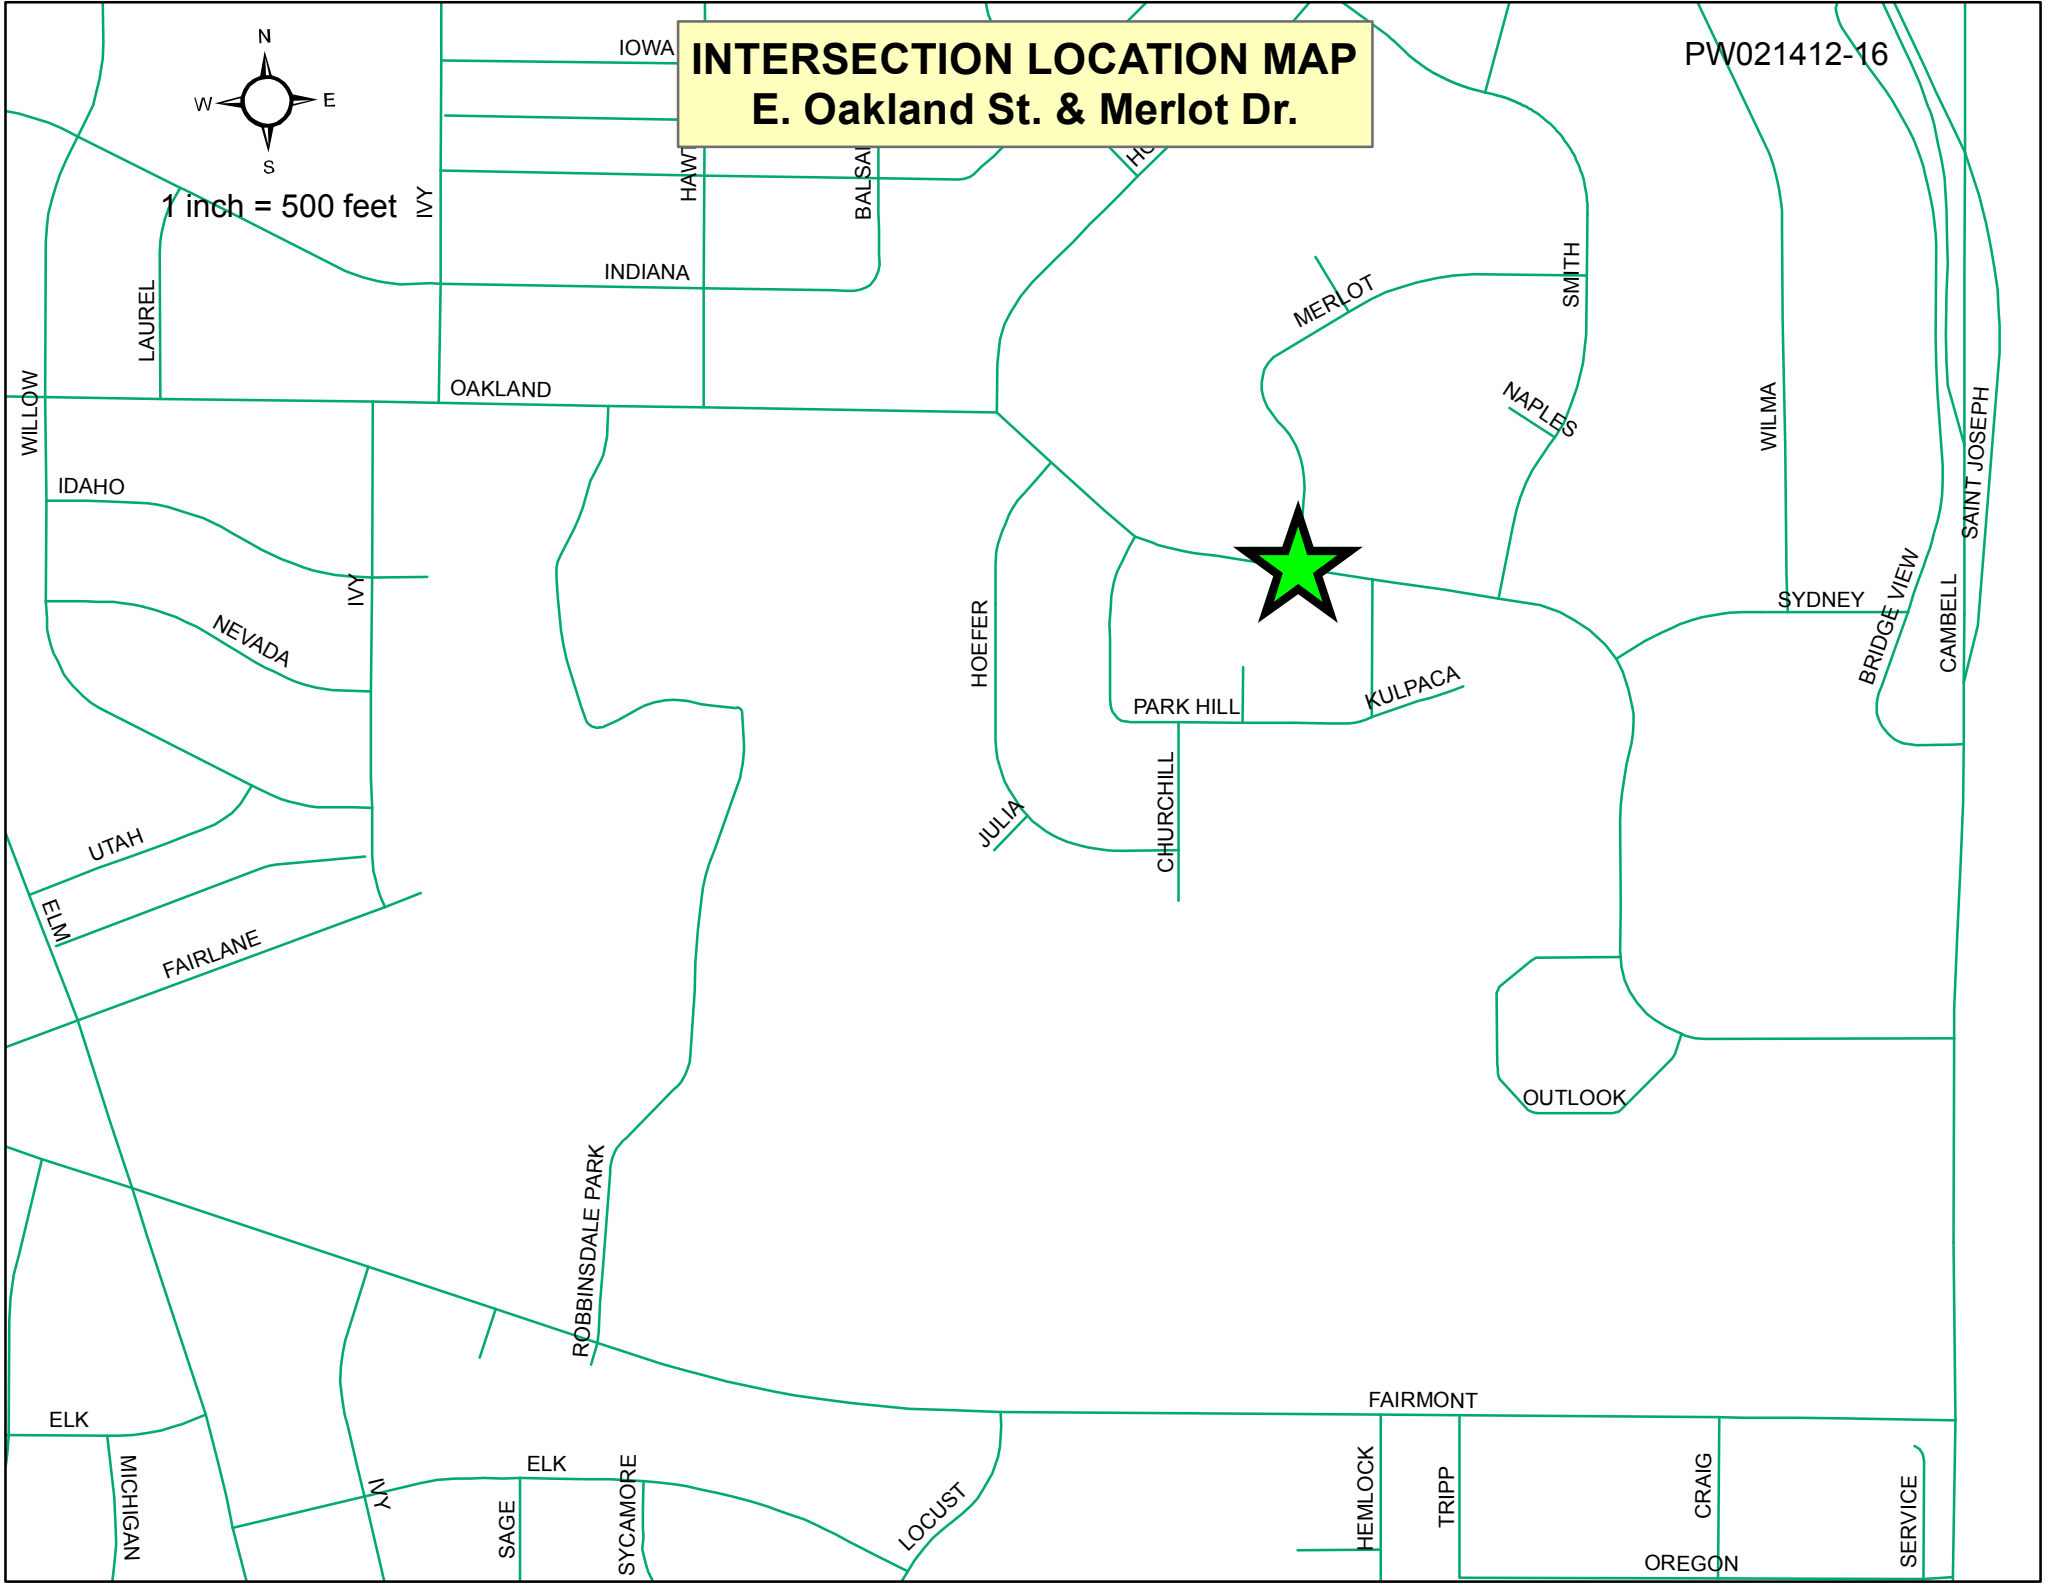 N
IOWA
INTERSECTION LOCATION MAP
PW021412-16
W
E
E. Oakland St. & Merlot Dr.
S
1 inch = 500 feet
IVY
INDIANA
SMITH
MERLOT
LAUREL
OAKLAND
WILLOW
NAPLES
WILMA
SAINT JOSEPH
IDAHO
IVY
NEVADA
HOEFER
SYDNEY
BRIDGE VIEW
CAMBELL
PARK HILL
KULPACA
JULIA
CHURCHILL
UTAH
ELM
FAIRLANE
OUTLOOK
ROBBINSDALE PARK
FAIRMONT
ELK
MICHIGAN
IVY
ELK
SAGE
SYCAMORE
LOCUST
HEMLOCK
TRIPP
CRAIG
SERVICE
OREGON